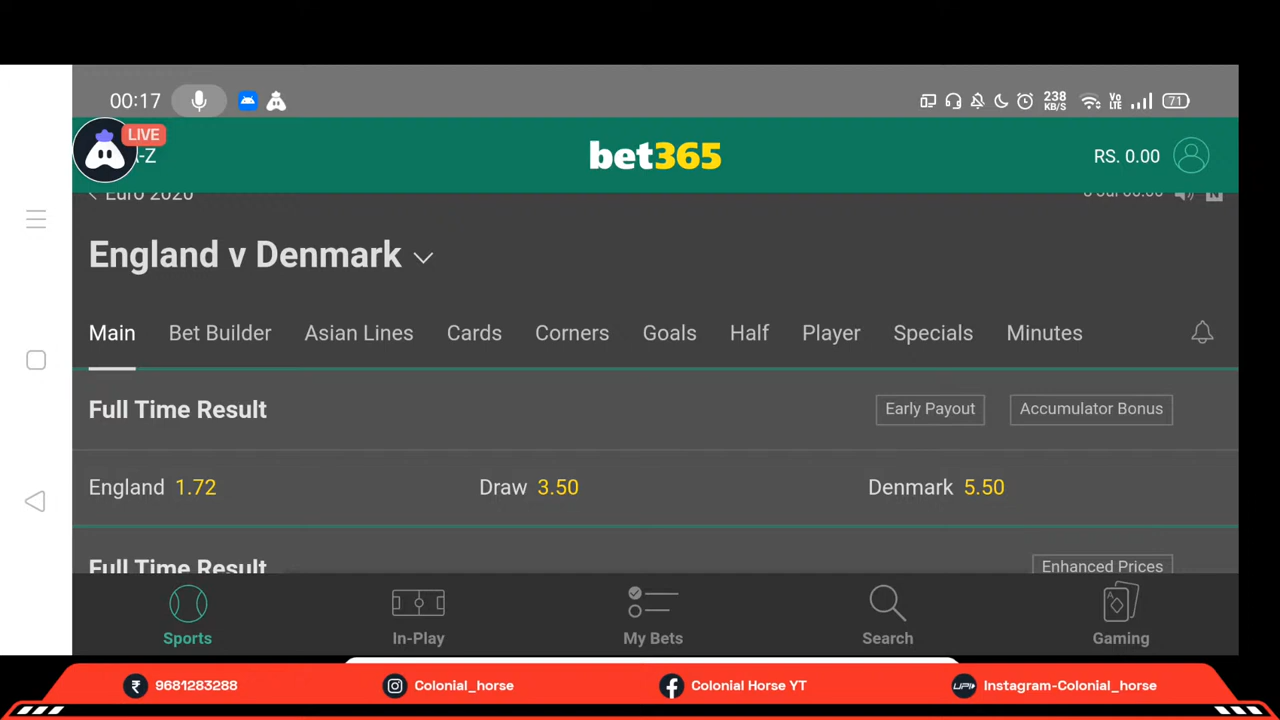 00:17
238 KB/S
Vo LTE
71
LIVE
-Z
bet365
RS. 0.00
Euro 2020
England v Denmark
Main Bet Builder Asian Lines Cards Corners Goals Half Player Specials Minutes
Full Time Result Early Payout Accumulator Bonus
England 1.72 Draw 3.50 Denmark 5.50
Full Time Result Enhanced Prices
Sports In-Play My Bets Search Gaming
₹ 9681283288 Colonial_horse Colonial Horse YT UPI Instagram-Colonial_horse